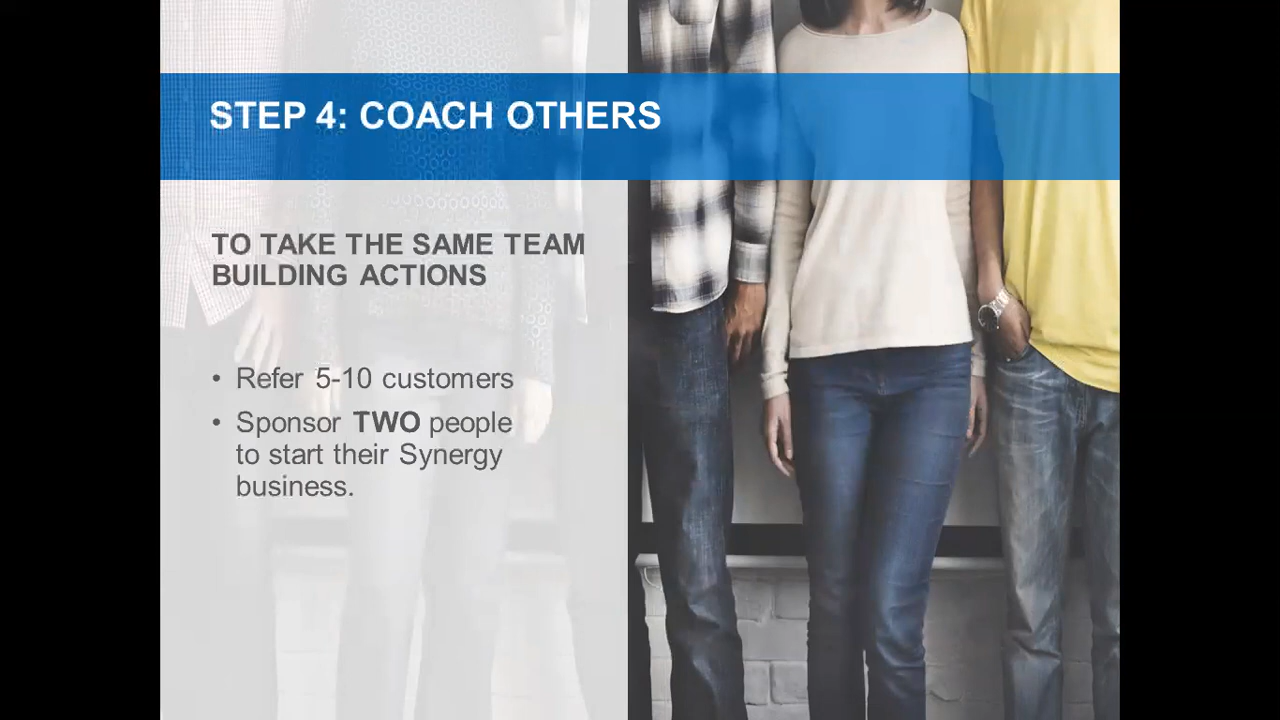 STEP 4: COACH OTHERS
TO TAKE THE SAME TEAM
BUILDING ACTIONS
• Refer 5-10 customers
• Sponsor TWO people
to start their Synergy
business.